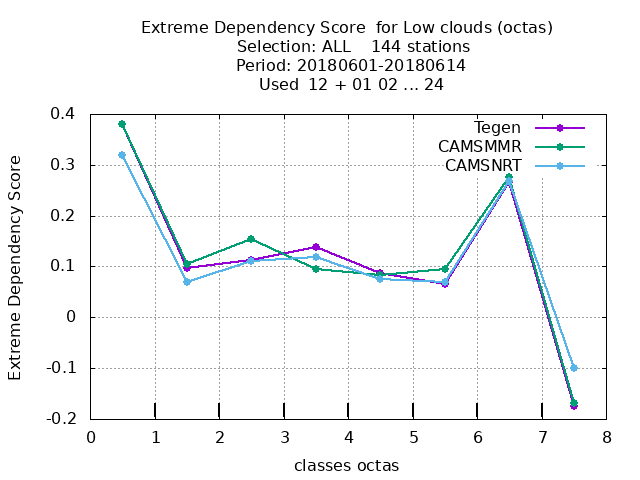 Extreme Dependency Score  for Low clouds (octas)
Selection: ALL    144 stations
Period: 20180601-20180614
Used  12 + 01 02 ... 24
Tegen
CAMSMMR
CAMSNRT
Extreme Dependency Score
0.4
0.3
0.2
0.1
0
-0.1
-0.2
0 1 2 3 4 5 6 7 8
classes octas